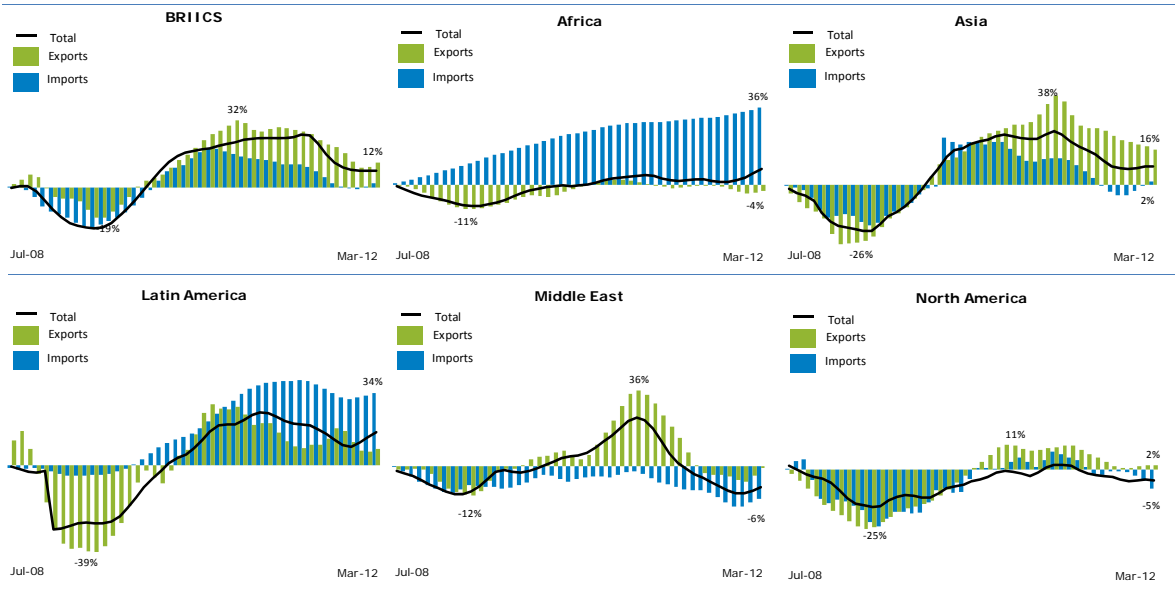 BRIICS
Total
Exports
Imports
32%
12%
-19%
Jul-08
Mar-12
Africa
Total
Exports
Imports
36%
-11%
-4%
Jul-08
Mar-12
Asia
Total
Exports
Imports
38%
16%
2%
-26%
Jul-08
Mar-12
Latin America
Total
Exports
Imports
34%
-39%
Jul-08
Mar-12
Middle East
Total
Exports
Imports
36%
-12%
-6%
Jul-08
Mar-12
North America
Total
Exports
Imports
11%
2%
-5%
-25%
Jul-08
Mar-12